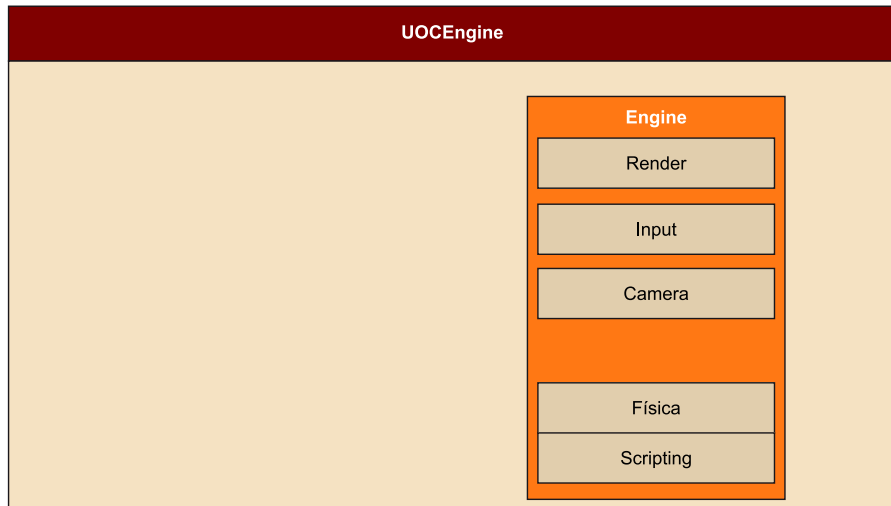 UOCEngine
Engine
Render
Input
Camera
Física
Scripting